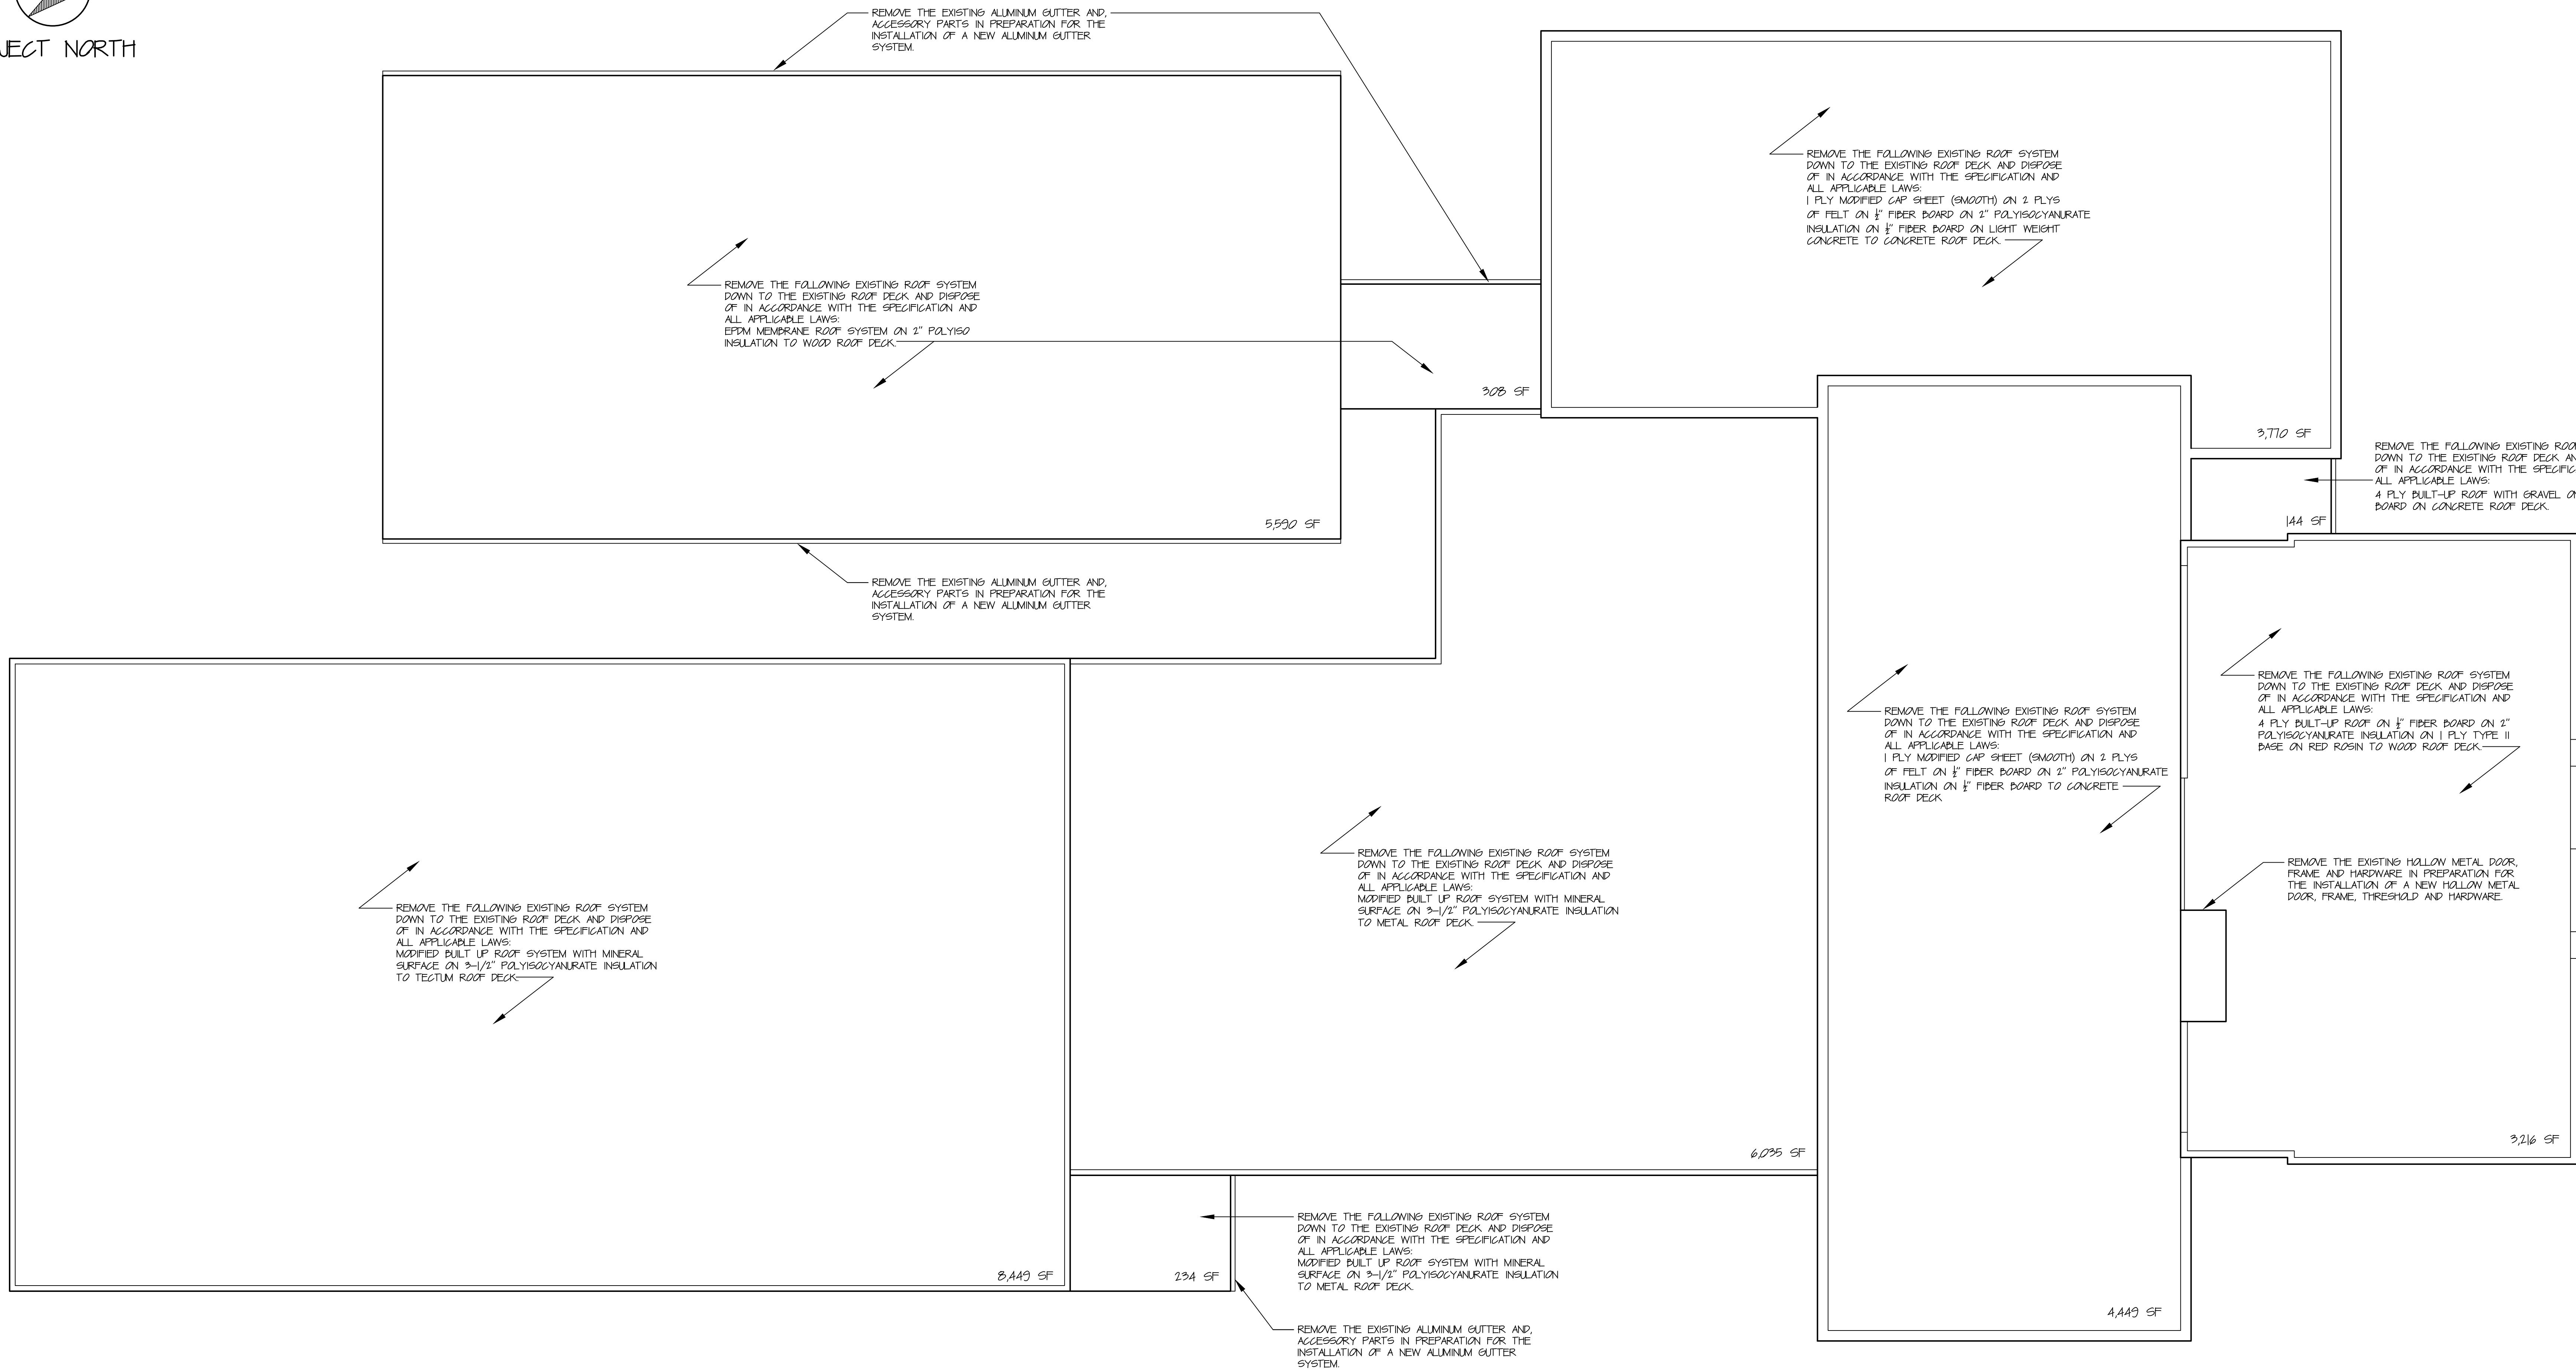 JECT NORTH
REMOVE THE EXISTING ALUMINUM GUTTER AND,
ACCESSORY PARTS IN PREPARATION FOR THE
INSTALLATION OF A NEW ALUMINUM GUTTER
SYSTEM.
REMOVE THE FOLLOWING EXISTING ROOF SYSTEM
DOWN TO THE EXISTING ROOF DECK AND DISPOSE
OF IN ACCORDANCE WITH THE SPECIFICATION AND
ALL APPLICABLE LAWS:
1 PLY MODIFIED CAP SHEET (SMOOTH) ON 2 PLYS
OF FELT ON ½" FIBER BOARD ON 2" POLYISOCYANURATE
INSULATION ON ½" FIBER BOARD ON LIGHT WEIGHT
CONCRETE TO CONCRETE ROOF DECK.
REMOVE THE FOLLOWING EXISTING ROOF SYSTEM
DOWN TO THE EXISTING ROOF DECK AND DISPOSE
OF IN ACCORDANCE WITH THE SPECIFICATION AND
ALL APPLICABLE LAWS:
EPDM MEMBRANE ROOF SYSTEM ON 2" POLYISO
INSULATION TO WOOD ROOF DECK.
308 SF
3,770 SF
REMOVE THE FOLLOWING EXISTING ROOF
DOWN TO THE EXISTING ROOF DECK AN
OF IN ACCORDANCE WITH THE SPECIFIC
ALL APPLICABLE LAWS:
4 PLY BUILT-UP ROOF WITH GRAVEL ON
BOARD ON CONCRETE ROOF DECK.
144 SF
5,590 SF
REMOVE THE EXISTING ALUMINUM GUTTER AND,
ACCESSORY PARTS IN PREPARATION FOR THE
INSTALLATION OF A NEW ALUMINUM GUTTER
SYSTEM.
REMOVE THE FOLLOWING EXISTING ROOF SYSTEM
DOWN TO THE EXISTING ROOF DECK AND DISPOSE
OF IN ACCORDANCE WITH THE SPECIFICATION AND
ALL APPLICABLE LAWS:
4 PLY BUILT-UP ROOF ON ½" FIBER BOARD ON 2"
POLYISOCYANURATE INSULATION ON 1 PLY TYPE II
BASE ON RED ROSIN TO WOOD ROOF DECK.
REMOVE THE FOLLOWING EXISTING ROOF SYSTEM
DOWN TO THE EXISTING ROOF DECK AND DISPOSE
OF IN ACCORDANCE WITH THE SPECIFICATION AND
ALL APPLICABLE LAWS:
1 PLY MODIFIED CAP SHEET (SMOOTH) ON 2 PLYS
OF FELT ON ½" FIBER BOARD ON 2" POLYISOCYANURATE
INSULATION ON ½" FIBER BOARD TO CONCRETE
ROOF DECK
REMOVE THE FOLLOWING EXISTING ROOF SYSTEM
DOWN TO THE EXISTING ROOF DECK AND DISPOSE
OF IN ACCORDANCE WITH THE SPECIFICATION AND
ALL APPLICABLE LAWS:
MODIFIED BUILT UP ROOF SYSTEM WITH MINERAL
SURFACE ON 3-1/2" POLYISOCYANURATE INSULATION
TO METAL ROOF DECK.
REMOVE THE EXISTING HOLLOW METAL DOOR,
FRAME AND HARDWARE IN PREPARATION FOR
THE INSTALLATION OF A NEW HOLLOW METAL
DOOR, FRAME, THRESHOLD AND HARDWARE.
REMOVE THE FOLLOWING EXISTING ROOF SYSTEM
DOWN TO THE EXISTING ROOF DECK AND DISPOSE
OF IN ACCORDANCE WITH THE SPECIFICATION AND
ALL APPLICABLE LAWS:
MODIFIED BUILT UP ROOF SYSTEM WITH MINERAL
SURFACE ON 3-1/2" POLYISOCYANURATE INSULATION
TO TECTUM ROOF DECK.
3,216 SF
6,035 SF
REMOVE THE FOLLOWING EXISTING ROOF SYSTEM
DOWN TO THE EXISTING ROOF DECK AND DISPOSE
OF IN ACCORDANCE WITH THE SPECIFICATION AND
ALL APPLICABLE LAWS:
MODIFIED BUILT UP ROOF SYSTEM WITH MINERAL
SURFACE ON 3-1/2" POLYISOCYANURATE INSULATION
TO METAL ROOF DECK.
8,449 SF
234 SF
4,449 SF
REMOVE THE EXISTING ALUMINUM GUTTER AND,
ACCESSORY PARTS IN PREPARATION FOR THE
INSTALLATION OF A NEW ALUMINUM GUTTER
SYSTEM.